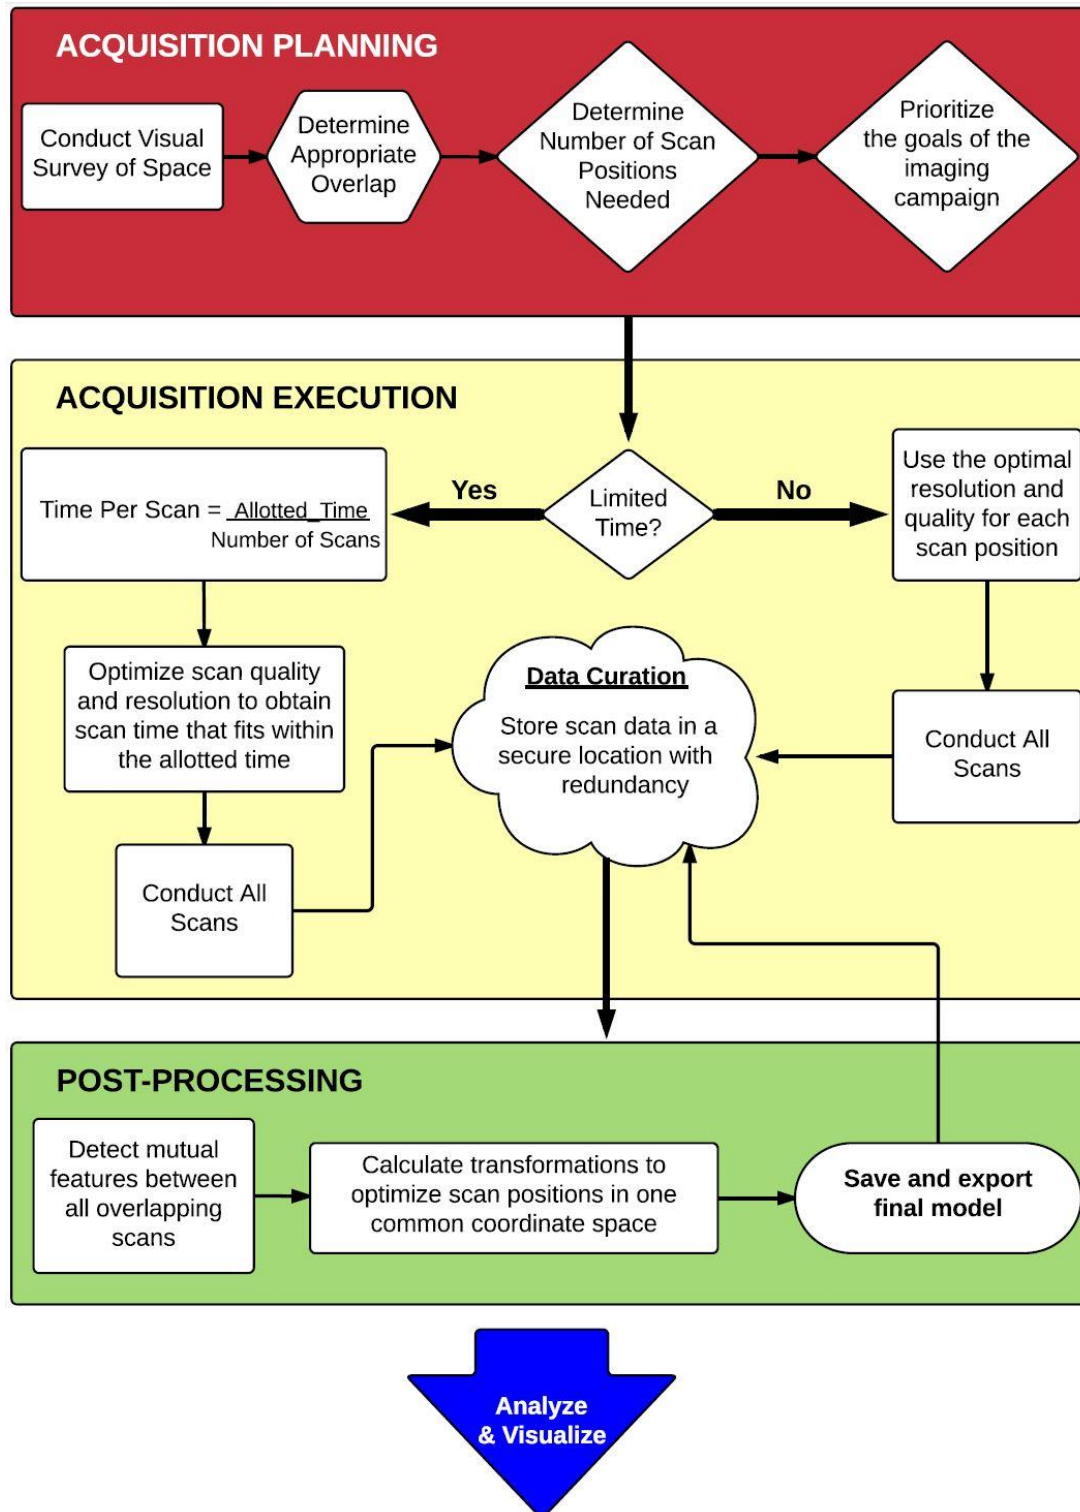 ACQUISITION PLANNING
Conduct Visual
Survey of Space
Determine
Appropriate
Overlap
Determine
Number of Scan
Positions
Needed
Prioritize
the goals of the
imaging
campaign
ACQUISITION EXECUTION
Time Per Scan = Allotted_Time
Number of Scans
Yes
Limited
Time?
No
Use the optimal
resolution and
quality for each
scan position
Optimize scan quality
and resolution to obtain
scan time that fits within
the allotted time
Conduct All
Scans
Data Curation
Store scan data in a
secure location with
redundancy
Conduct All
Scans
POST-PROCESSING
Detect mutual
features between
all overlapping
scans
Calculate transformations to
optimize scan positions in one
common coordinate space
Save and export
final model
Analyze
& Visualize